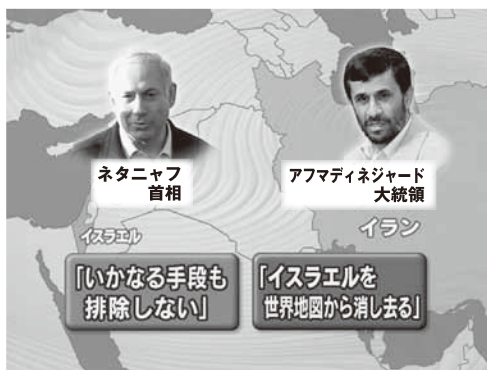 ネタニャフ
首相
アフマディネジャード
大統領
イスラエル
イラン
「いかなる手段も
排除しない」
「イスラエルを
世界地図から消し去る」